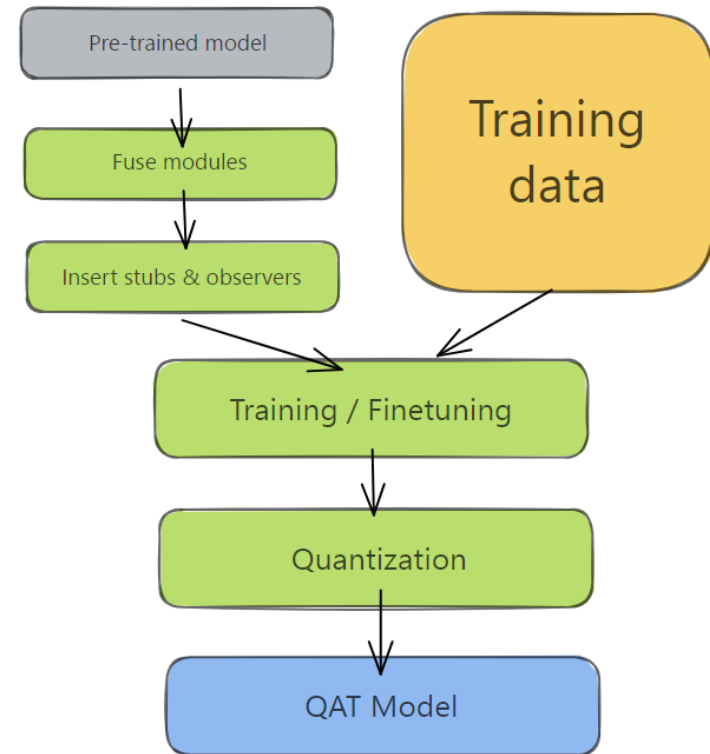 Pre-trained model
Training
data
Fuse modules
Insert stubs & observers
Training / Finetuning
Quantization
QAT Model